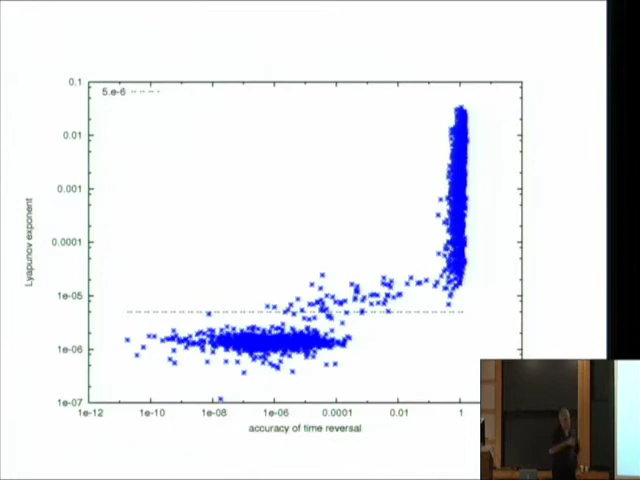 0.1
5.e-6
0.01
0.001
0.0001
1e-05
1e-06
1e-07
Lyapunov exponent
1e-12 1e-10 1e-08 1e-06 0.0001 0.01 1
accuracy of time reversal